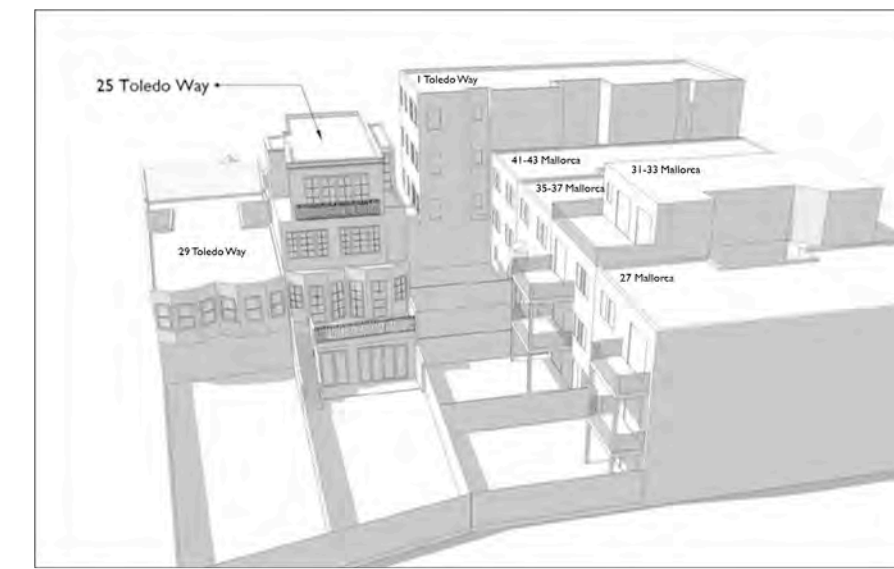 25 Toledo Way
1 Toledo Way
41-43 Mallorca
31-33 Mallorca
35-37 Mallorca
29 Toledo Way
27 Mallorca